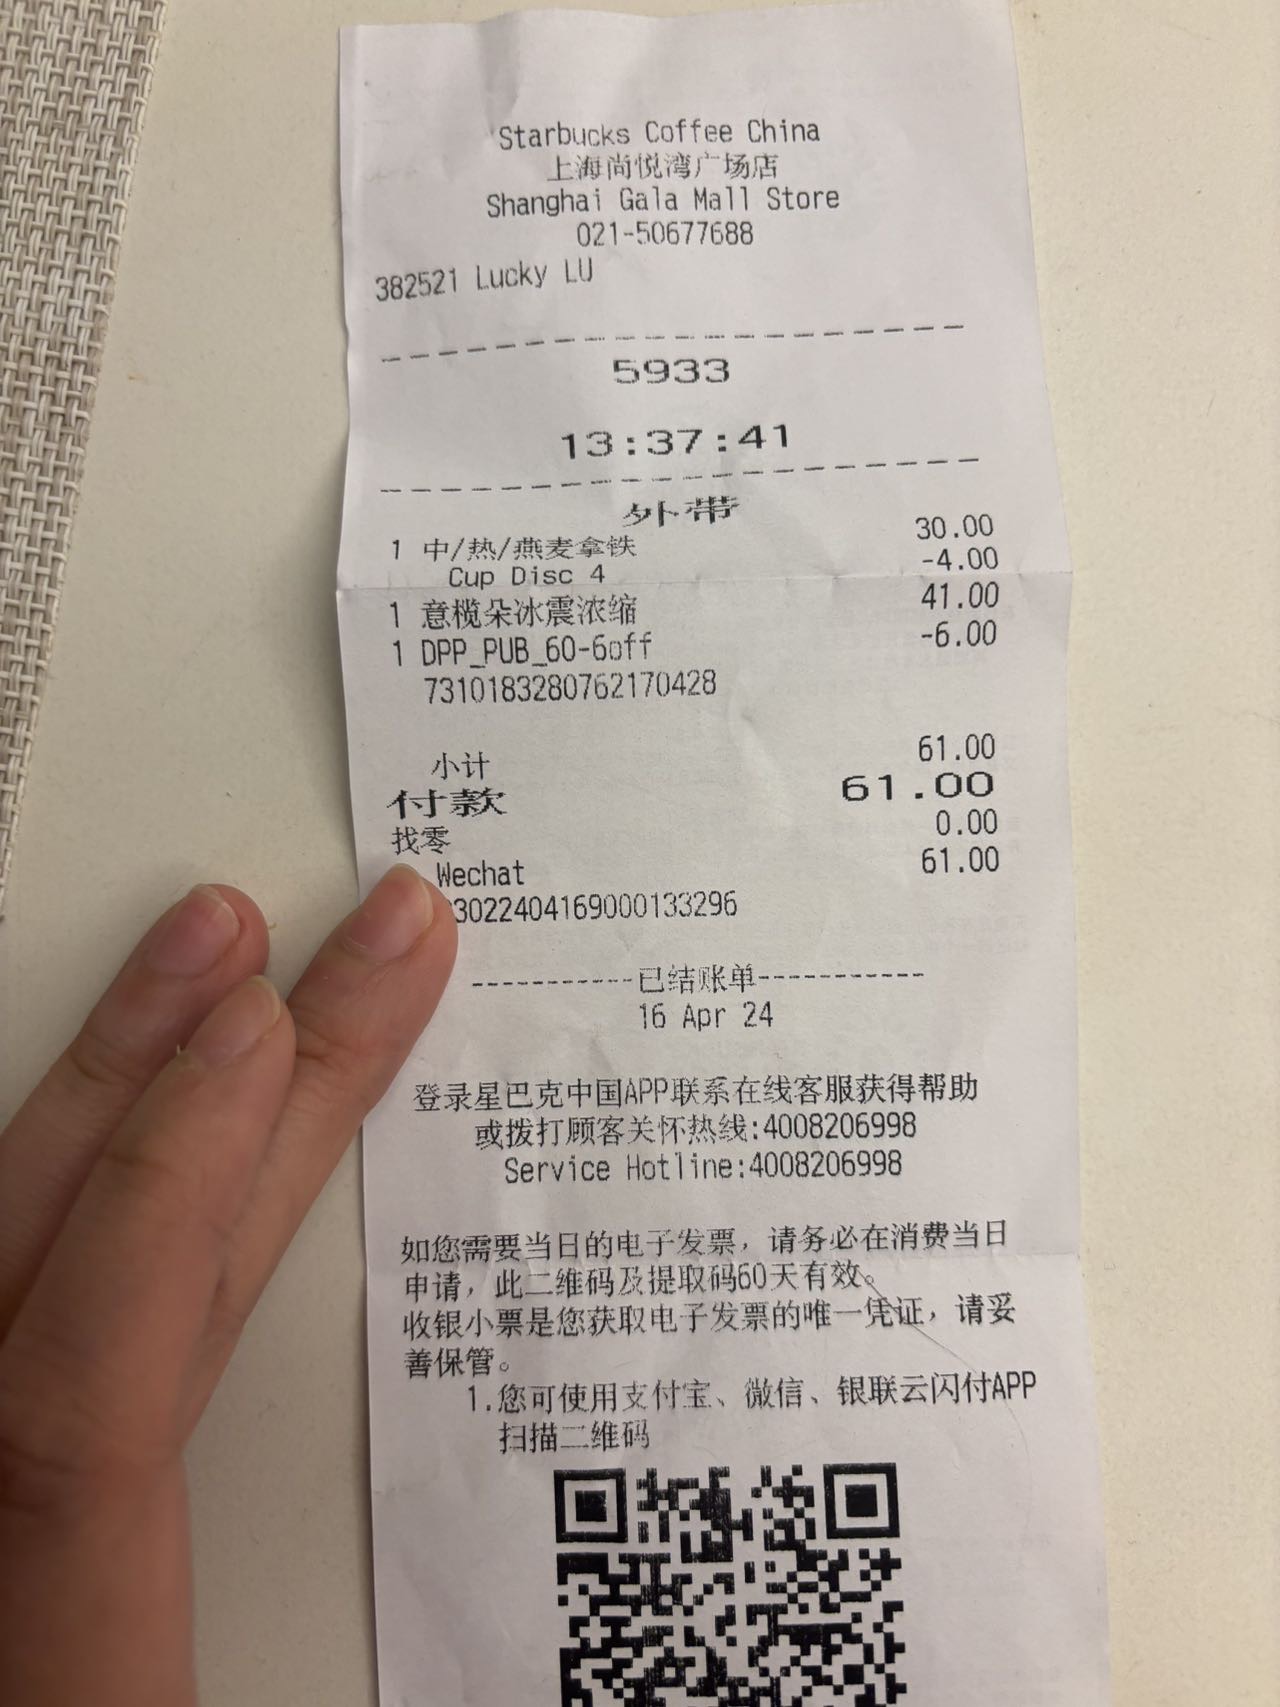 Starbucks Coffee China
上海尚悦湾广场店
Shanghai Gala Mall Store
021-50677688
382521 Lucky LU
5933
13:37:41
外带
1 中/热/燕麦拿铁 30.00
Cup Disc 4 -4.00
1 意榄朵冰震浓缩 41.00
1 DPP_PUB_60-6off -6.00
7310183280762170428
小计 61.00
付款 61.00
找零 0.00
Wechat 61.00
3022404169000133296
-----------已结账单-----------
16 Apr 24
登录星巴克中国APP联系在线客服获得帮助
或拨打顾客关怀热线:4008206998
Service Hotline:4008206998
如您需要当日的电子发票，请务必在消费当日
申请，此二维码及提取码60天有效。
收银小票是您获取电子发票的唯一凭证，请妥
善保管。
1.您可使用支付宝、微信、银联云闪付APP
扫描二维码